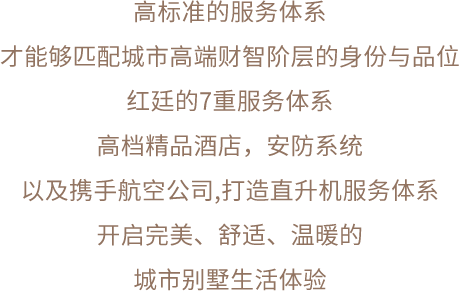 高标准的服务体系
才能够匹配城市高端财智阶层的身份与品位
红廷的7重服务体系
高档精品酒店，安防系统
以及携手航空公司,打造直升机服务体系
开启完美、舒适、温暖的
城市别墅生活体验